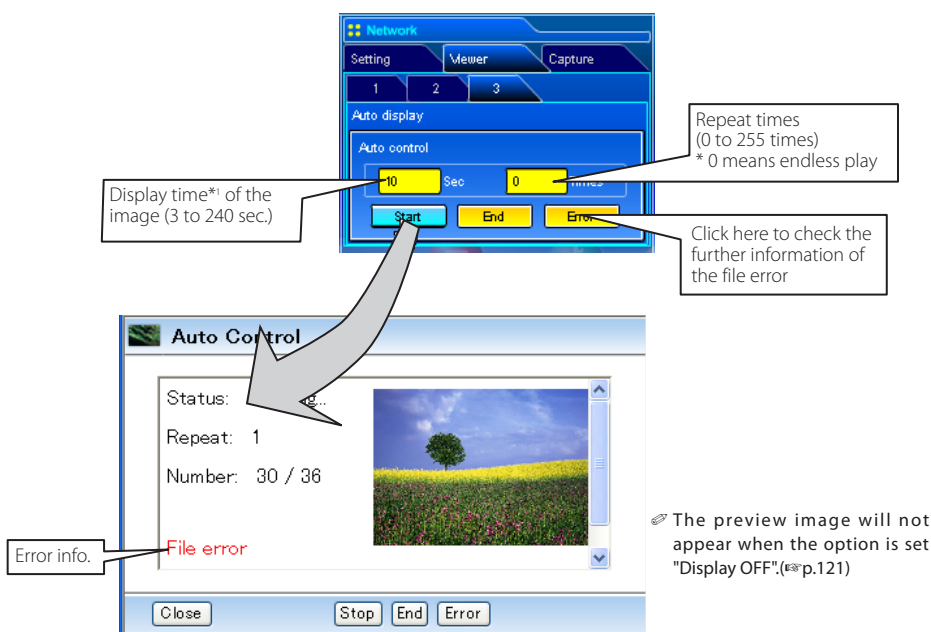 Network
Setting
Viewer
Capture
1
2
3
Auto display
Auto control
10
Sec
0
Times
Start
End
Error
Repeat times
(0 to 255 times)
* 0 means endless play
Display time*1 of the
image (3 to 240 sec.)
Click here to check the
further information of
the file error
Auto Control
Status:
Repeat: 1
Number: 30 / 36
File error
Error info.
Close
Stop
End
Error
The preview image will not
appear when the option is set
"Display OFF".(☞p.121)